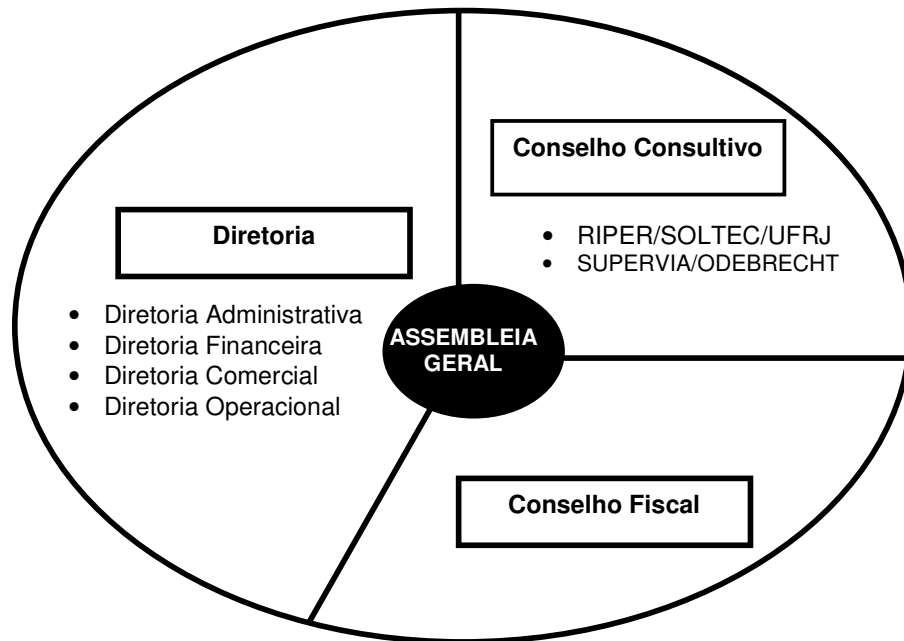 Conselho Consultivo
• RIPER/SOLTEC/UFRJ
• SUPERVIA/ODEBRECHT
Diretoria
• Diretoria Administrativa
• Diretoria Financeira
• Diretoria Comercial
• Diretoria Operacional
ASSEMBLEIA
GERAL
Conselho Fiscal